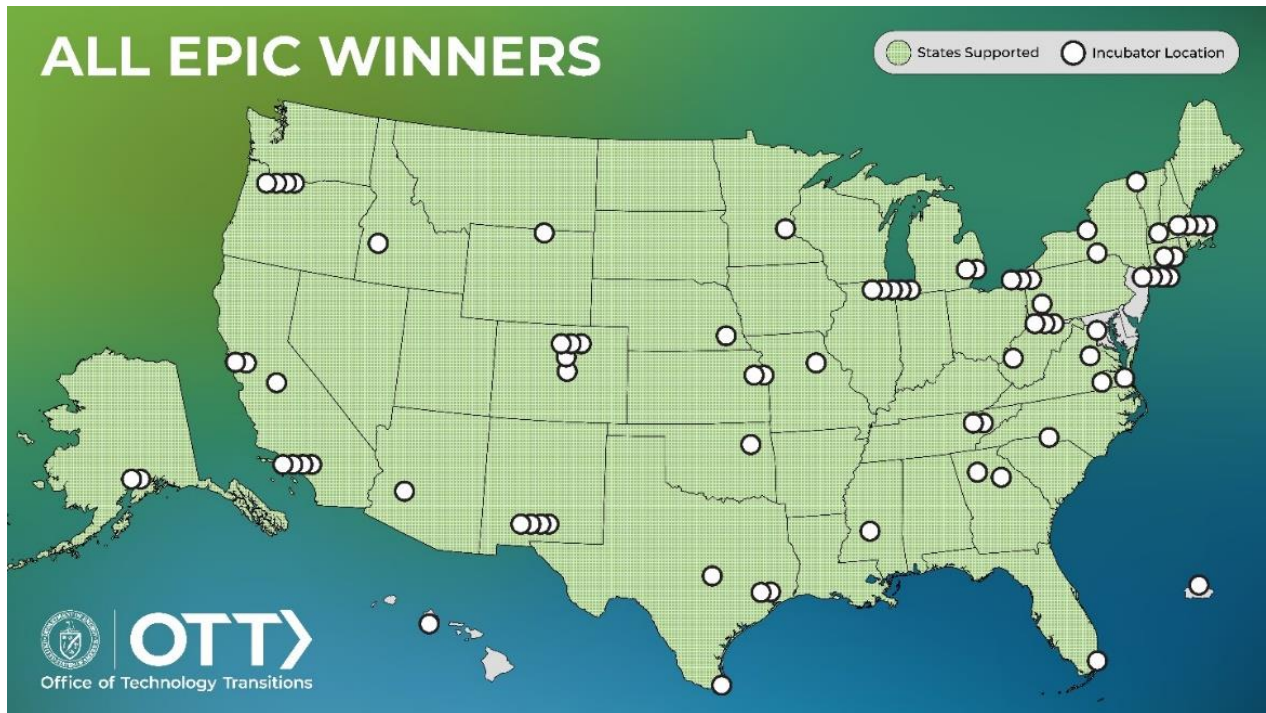 ALL EPIC WINNERS
States Supported
Incubator Location
OTT
Office of Technology Transitions